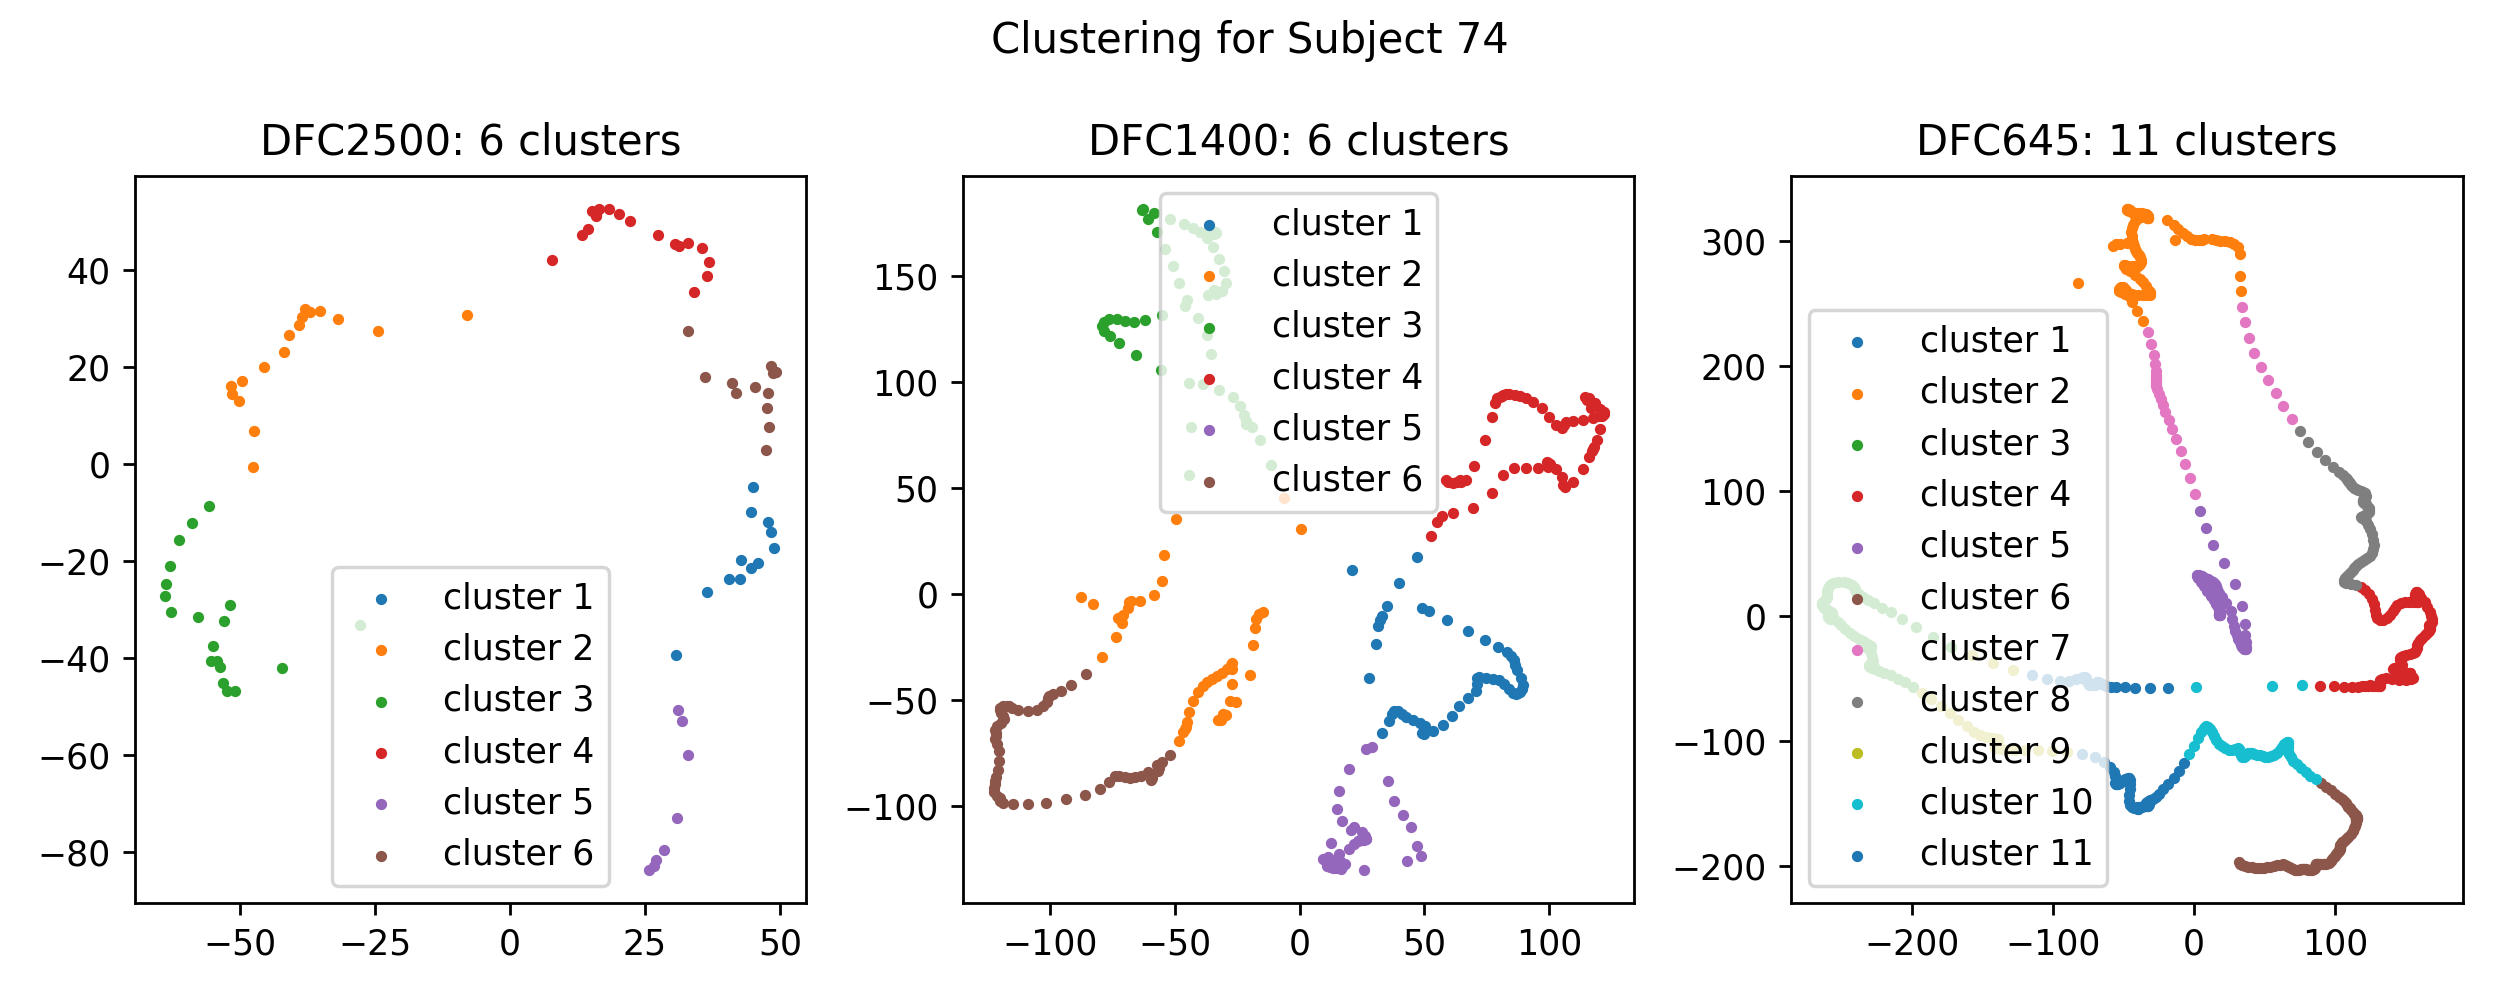 Clustering for Subject 74
DFC2500: 6 clusters
40
20
0
−20
−40
−60
−80
−50
−25
0
25
50
cluster 1
cluster 2
cluster 3
cluster 4
cluster 5
cluster 6
DFC1400: 6 clusters
150
100
50
0
−50
−100
−100
−50
0
50
100
cluster 1
cluster 2
cluster 3
cluster 4
cluster 5
cluster 6
DFC645: 11 clusters
300
200
100
0
−100
−200
−200
−100
0
100
cluster 1
cluster 2
cluster 3
cluster 4
cluster 5
cluster 6
cluster 7
cluster 8
cluster 9
cluster 10
cluster 11